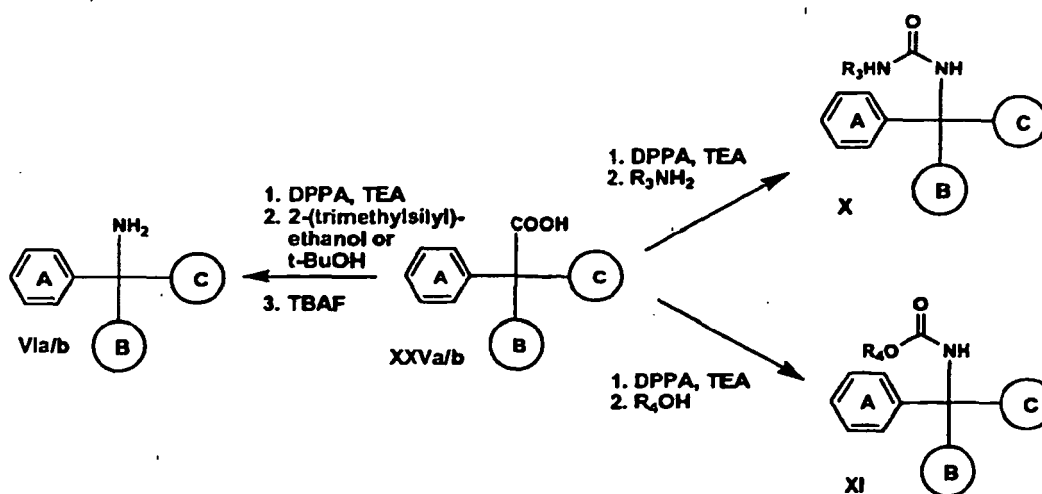 O
R₃HN
NH
A
C
B
X
1. DPPA, TEA
2. R₃NH₂
1. DPPA, TEA
2. 2-(trimethylsilyl)-
ethanol or
t-BuOH
3. TBAF
NH₂
A
C
B
VIa/b
COOH
A
C
B
XXVa/b
1. DPPA, TEA
2. R₄OH
O
R₄O
NH
A
C
B
XI